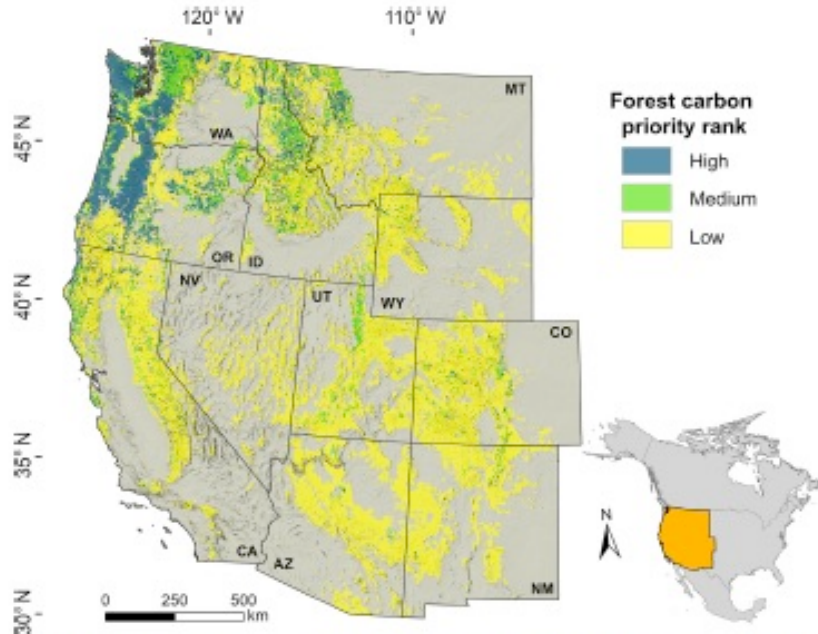 120° W
110° W
45° N
40° N
35° N
30° N
MT
WA
OR
ID
NV
UT
WY
CO
CA
AZ
NM
Forest carbon
priority rank
High
Medium
Low
N
0
250
500
km